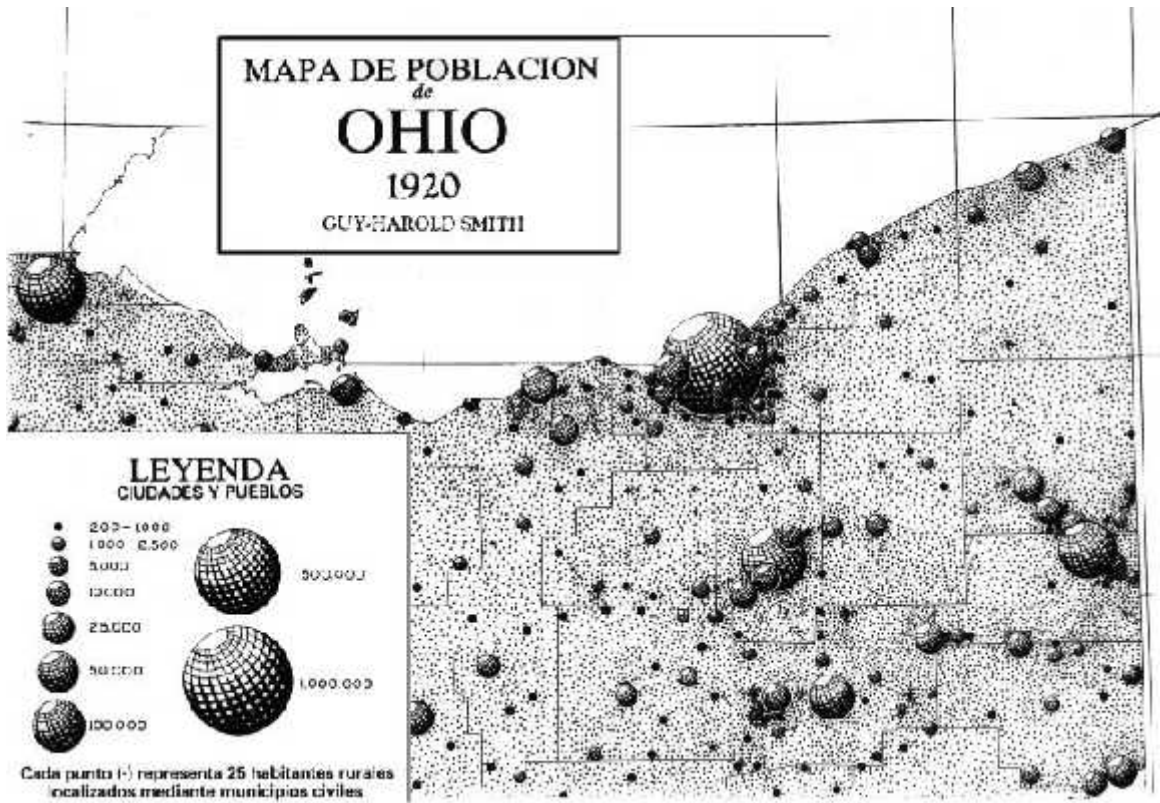 MAPA DE POBLACION
de
OHIO
1920
GUY-HAROLD SMITH
LEYENDA
CIUDADES Y PUEBLOS
200-1000
1000-2,500
5,000
10,000
25,000
50,000
100,000
500,000
1,000,000
Cada punto (-) representa 25 habitantes rurales
localizados mediante municipios civiles